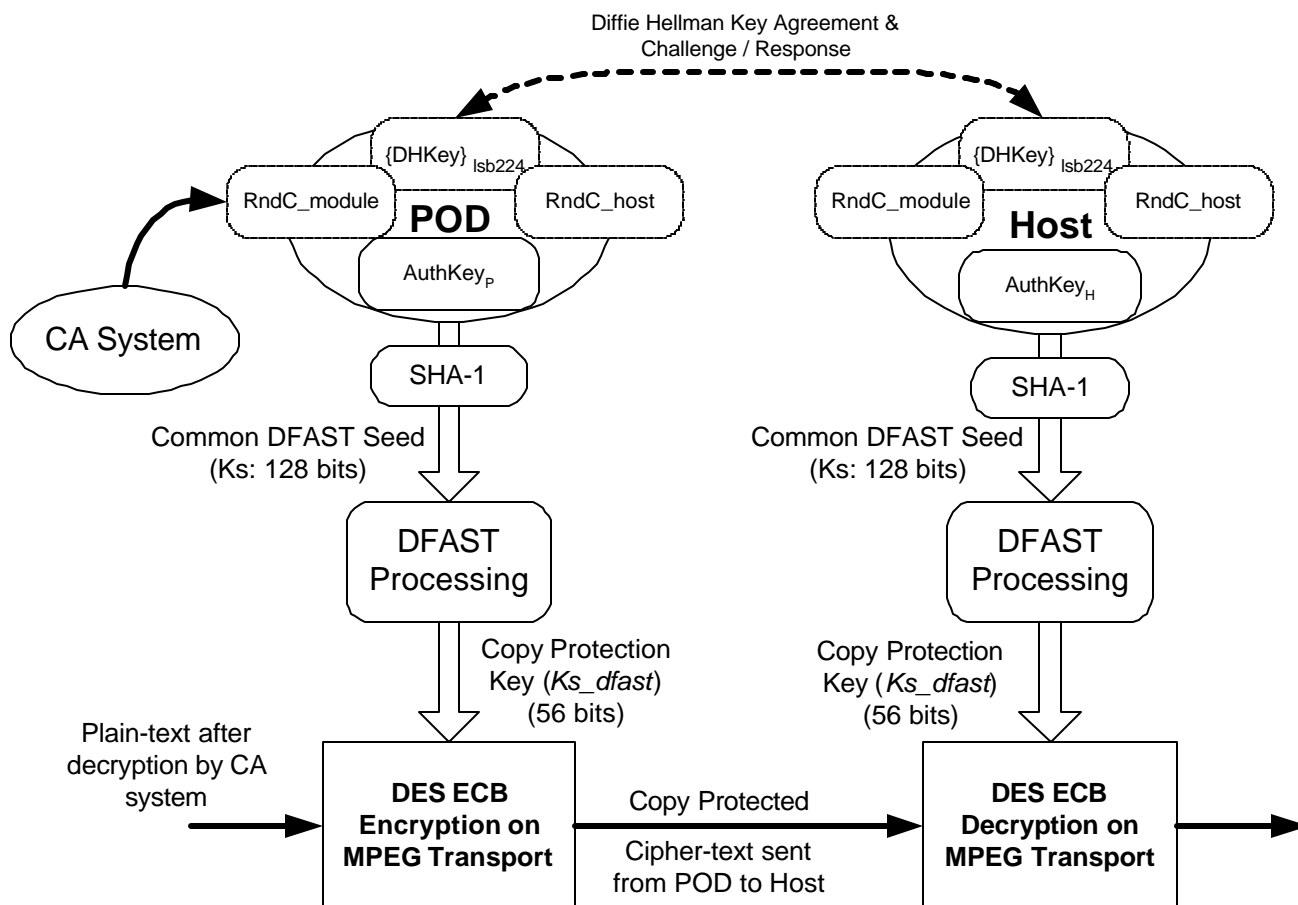 Diffie Hellman Key Agreement &
Challenge / Response
{DHKey} lsb224
RndC_module
RndC_host
POD
AuthKeyP
{DHKey} lsb224
RndC_module
RndC_host
Host
AuthKeyH
CA System
SHA-1
SHA-1
Common DFAST Seed
(Ks: 128 bits)
Common DFAST Seed
(Ks: 128 bits)
DFAST
Processing
DFAST
Processing
Copy Protection
Key (Ks_dfast)
(56 bits)
Copy Protection
Key (Ks_dfast)
(56 bits)
Plain-text after
decryption by CA
system
DES ECB
Encryption on
MPEG Transport
Copy Protected
Cipher-text sent
from POD to Host
DES ECB
Decryption on
MPEG Transport